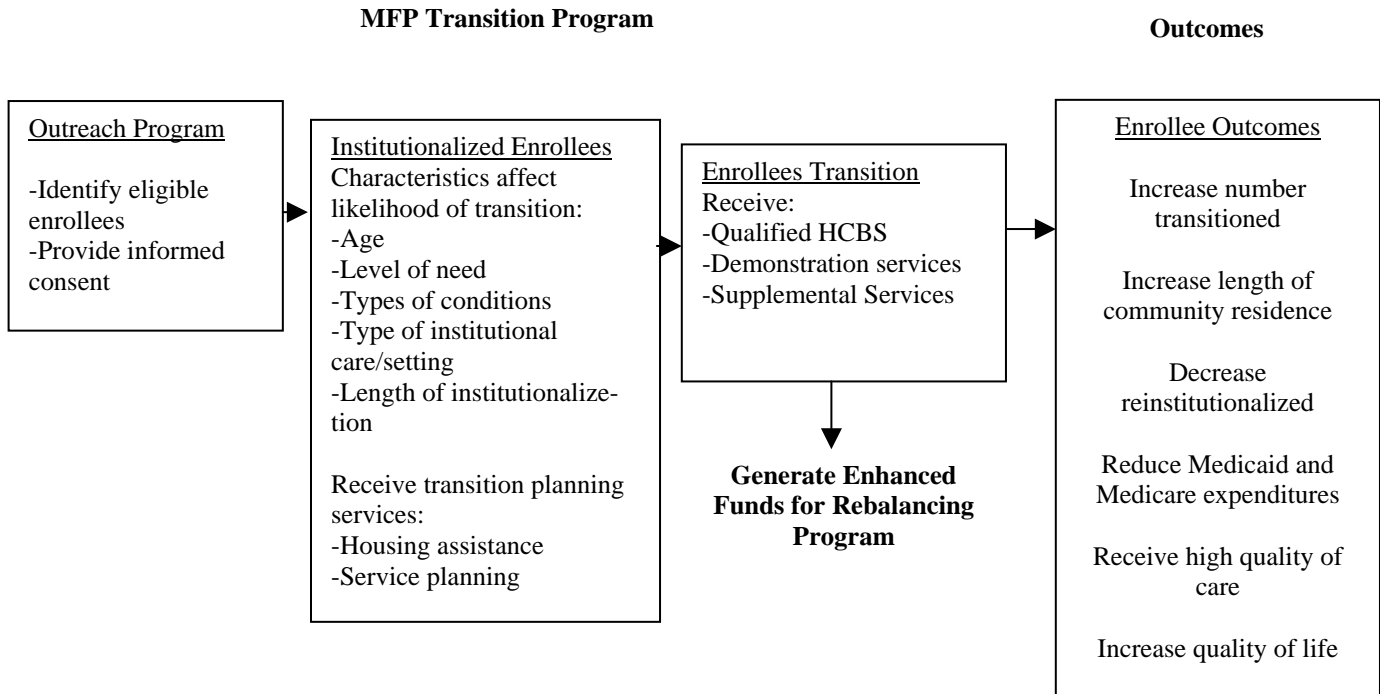 MFP Transition Program
Outcomes
Outreach Program
-Identify eligible
enrollees
-Provide informed
consent
Institutionalized Enrollees
Characteristics affect
likelihood of transition:
-Age
-Level of need
-Types of conditions
-Type of institutional
care/setting
-Length of institutionalize-
tion
Receive transition planning
services:
-Housing assistance
-Service planning
Enrollees Transition
Receive:
-Qualified HCBS
-Demonstration services
-Supplemental Services
Generate Enhanced
Funds for Rebalancing
Program
Enrollee Outcomes
Increase number
transitioned
Increase length of
community residence
Decrease
reinstitutionalized
Reduce Medicaid and
Medicare expenditures
Receive high quality of
care
Increase quality of life